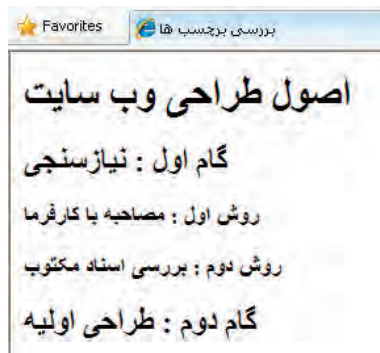 Favorites
بررسی برچسب ها
اصول طراحی وب سایت
گام اول : نیازسنجی
روش اول : مصاحبه با کارفرما
روش دوم : بررسی اسناد مکتوب
گام دوم : طراحی اولیه